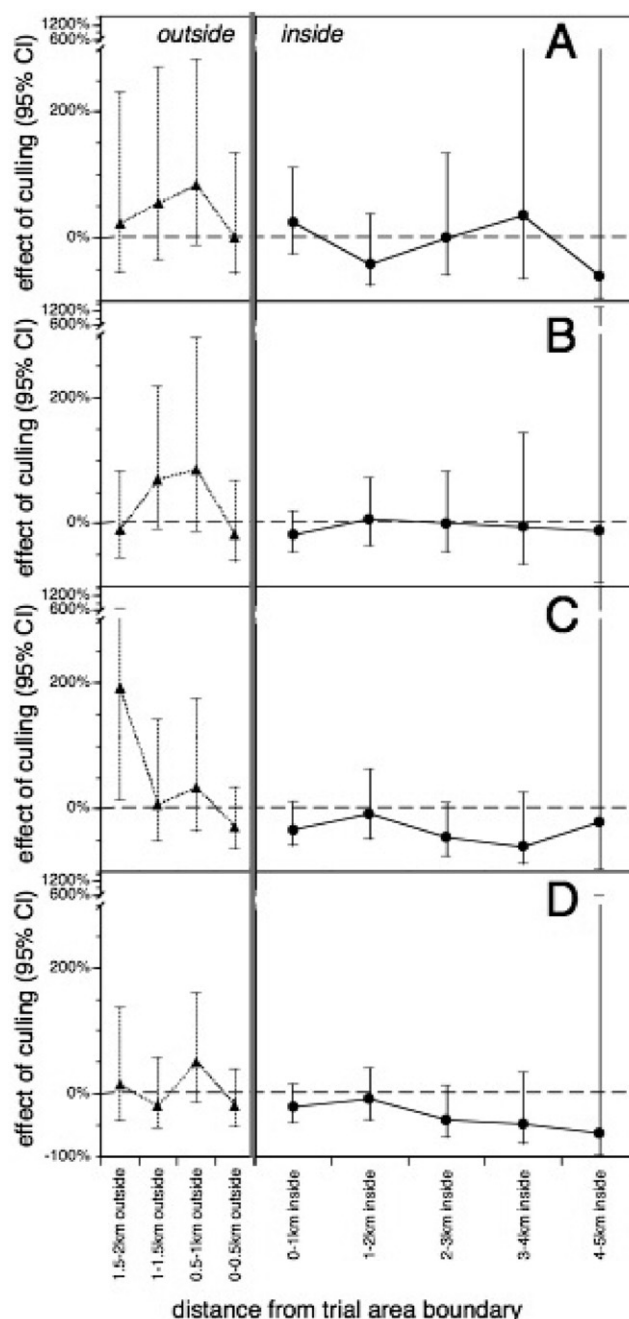 outside
inside
A
1200%
600%
200%
0%
effect of culling (95% CI)
B
1200%
600%
200%
0%
effect of culling (95% CI)
C
1200%
600%
200%
0%
effect of culling (95% CI)
D
1200%
600%
200%
0%
-100%
effect of culling (95% CI)
1.5-2km outside
1-1.5km outside
0.5-1km outside
0-0.5km outside
0-1km inside
1-2km inside
2-3km inside
3-4km inside
4-5km inside
distance from trial area boundary